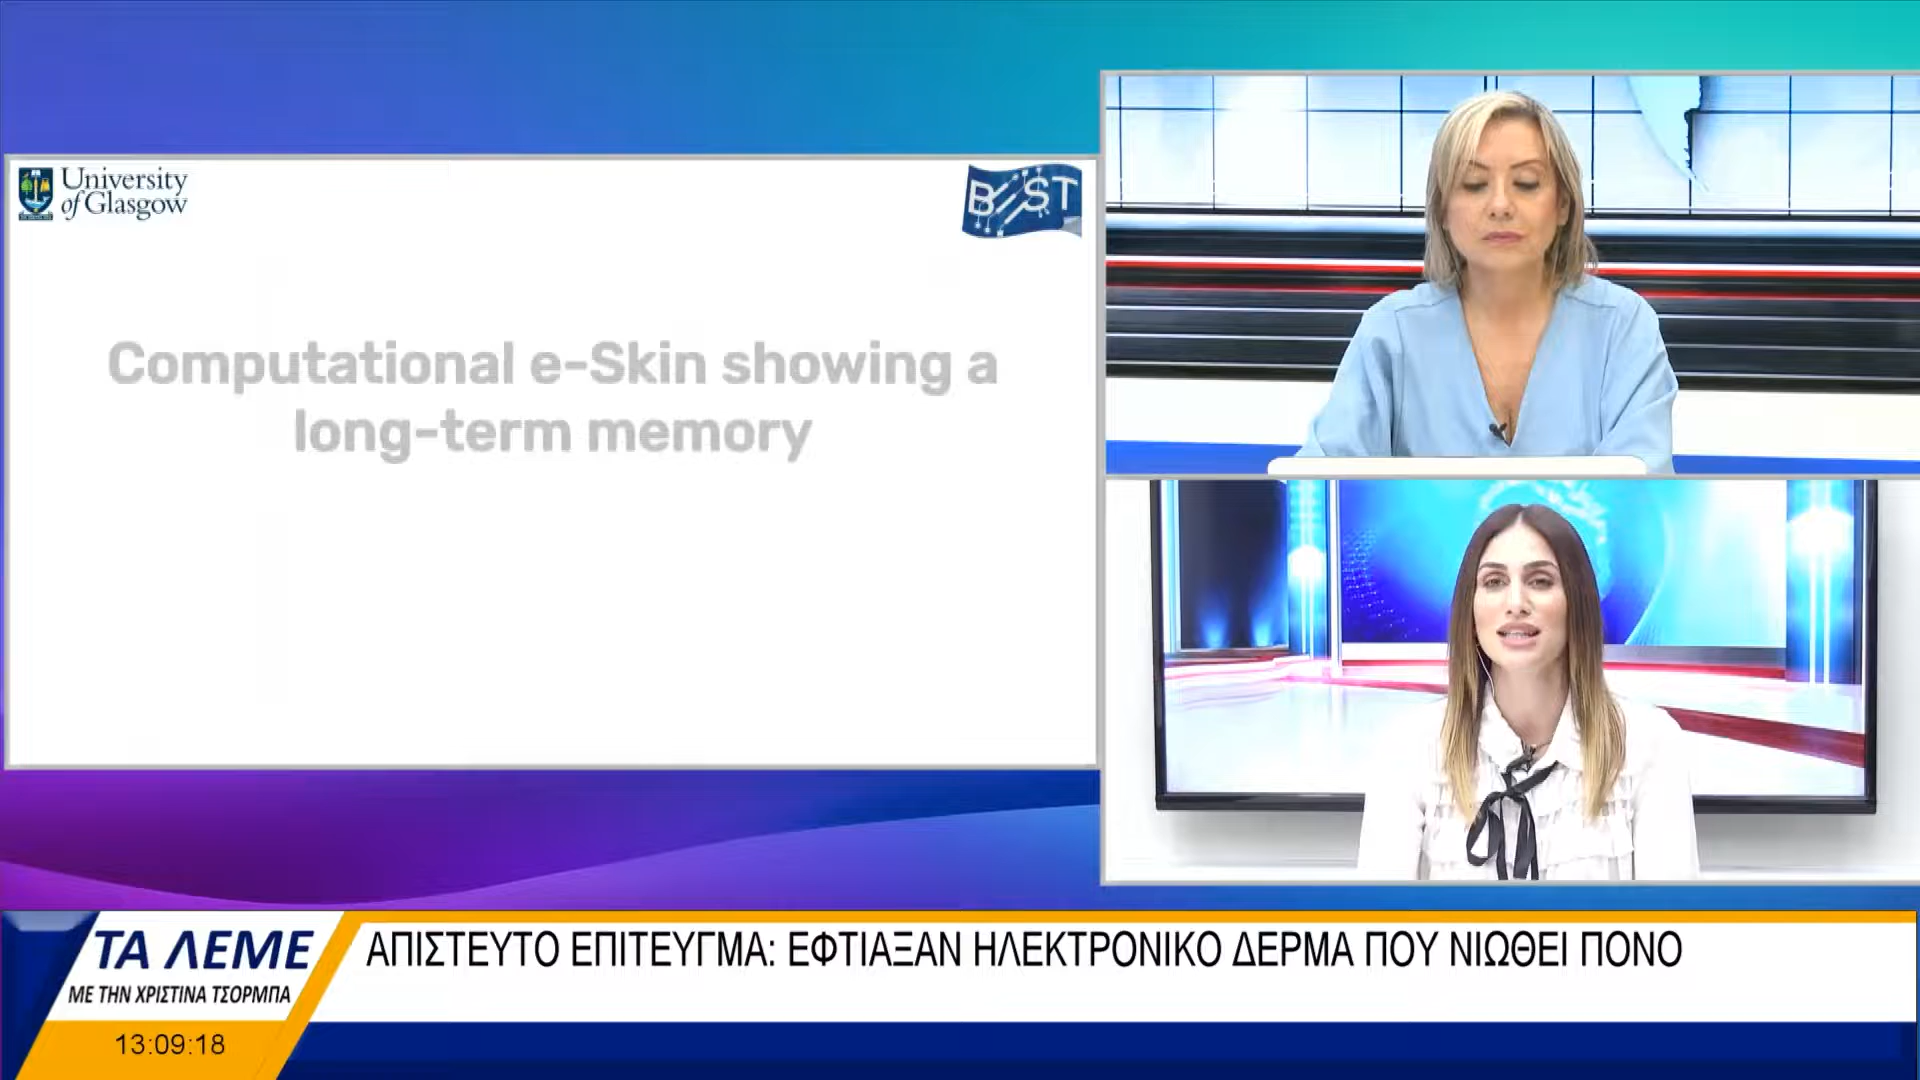 University
of Glasgow
BEST
Computational e-Skin showing a
long-term memory
ΤΑ ΛΕΜΕ
ΜΕ ΤΗΝ ΧΡΙΣΤΙΝΑ ΤΣΟΡΜΠΑ
13:09:18
ΑΠΙΣΤΕΥΤΟ ΕΠΙΤΕΥΓΜΑ: ΕΦΤΙΑΞΑΝ ΗΛΕΚΤΡΟΝΙΚΟ ΔΕΡΜΑ ΠΟΥ ΝΙΩΘΕΙ ΠΟΝΟ